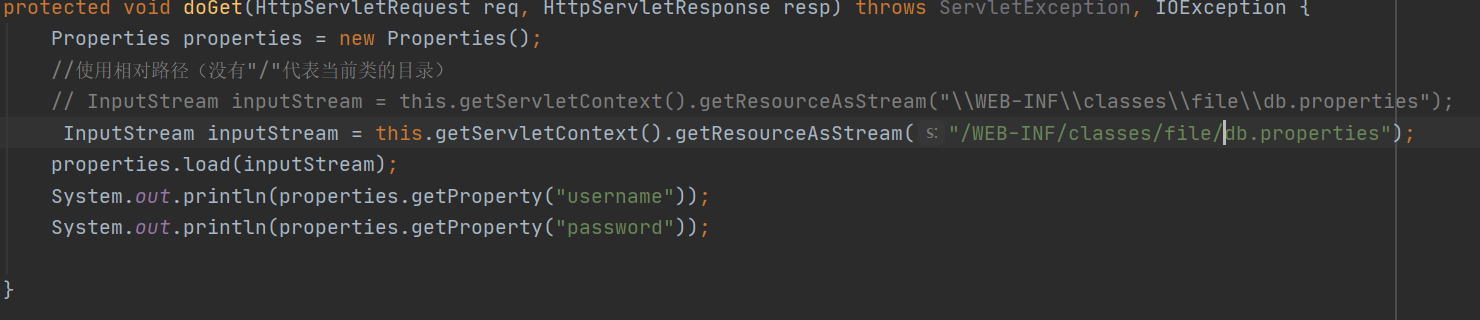 protected void doGet(HttpServletRequest req, HttpServletResponse resp) throws ServletException, IOException {
Properties properties = new Properties();
//使用相对路径（没有"/"代表当前类的目录）
// InputStream inputStream = this.getServletContext().getResourceAsStream("\\WEB-INF\\classes\\file\\db.properties");
InputStream inputStream = this.getServletContext().getResourceAsStream( s: "/WEB-INF/classes/file/db.properties");
properties.load(inputStream);
System.out.println(properties.getProperty("username"));
System.out.println(properties.getProperty("password"));
}